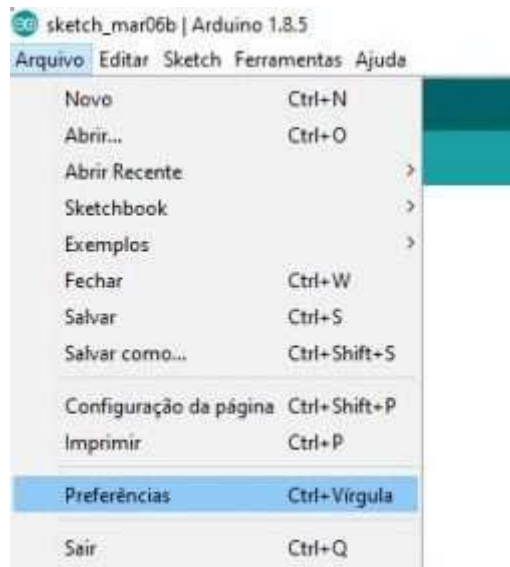 sketch_mar06b | Arduino 1.8.5
Arquivo Editar Sketch Ferramentas Ajuda
Novo Ctrl+N
Abrir... Ctrl+O
Abrir Recente >
Sketchbook >
Exemplos >
Fechar Ctrl+W
Salvar Ctrl+S
Salvar como... Ctrl+Shift+S
Configuração da página Ctrl+Shift+P
Imprimir Ctrl+P
Preferências Ctrl+Vírgula
Sair Ctrl+Q